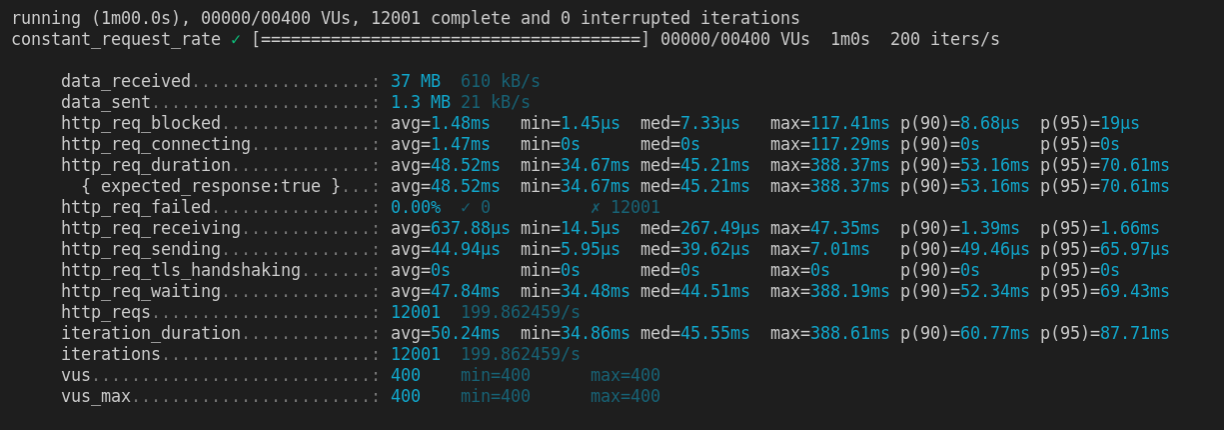 running (1m00.0s), 00000/00400 VUs, 12001 complete and 0 interrupted iterations
constant_request_rate ✓ [======================================] 00000/00400 VUs  1m0s  200 iters/s
data_received..................: 37 MB  610 kB/s
data_sent......................: 1.3 MB 21 kB/s
http_req_blocked...............: avg=1.48ms   min=1.45µs  med=7.33µs   max=117.41ms p(90)=8.68µs  p(95)=19µs
http_req_connecting............: avg=1.47ms   min=0s      med=0s       max=117.29ms p(90)=0s      p(95)=0s
http_req_duration..............: avg=48.52ms  min=34.67ms med=45.21ms  max=388.37ms p(90)=53.16ms p(95)=70.61ms
{ expected_response:true }...: avg=48.52ms  min=34.67ms med=45.21ms  max=388.37ms p(90)=53.16ms p(95)=70.61ms
http_req_failed................: 0.00%  ✓ 0          ✗ 12001
http_req_receiving.............: avg=637.88µs min=14.5µs  med=267.49µs max=47.35ms  p(90)=1.39ms  p(95)=1.66ms
http_req_sending...............: avg=44.94µs  min=5.95µs  med=39.62µs  max=7.01ms   p(90)=49.46µs p(95)=65.97µs
http_req_tls_handshaking.......: avg=0s       min=0s      med=0s       max=0s       p(90)=0s      p(95)=0s
http_req_waiting...............: avg=47.84ms  min=34.48ms med=44.51ms  max=388.19ms p(90)=52.34ms p(95)=69.43ms
http_reqs......................: 12001  199.862459/s
iteration_duration.............: avg=50.24ms  min=34.86ms med=45.55ms  max=388.61ms p(90)=60.77ms p(95)=87.71ms
iterations.....................: 12001  199.862459/s
vus............................: 400    min=400      max=400
vus_max........................: 400    min=400      max=400